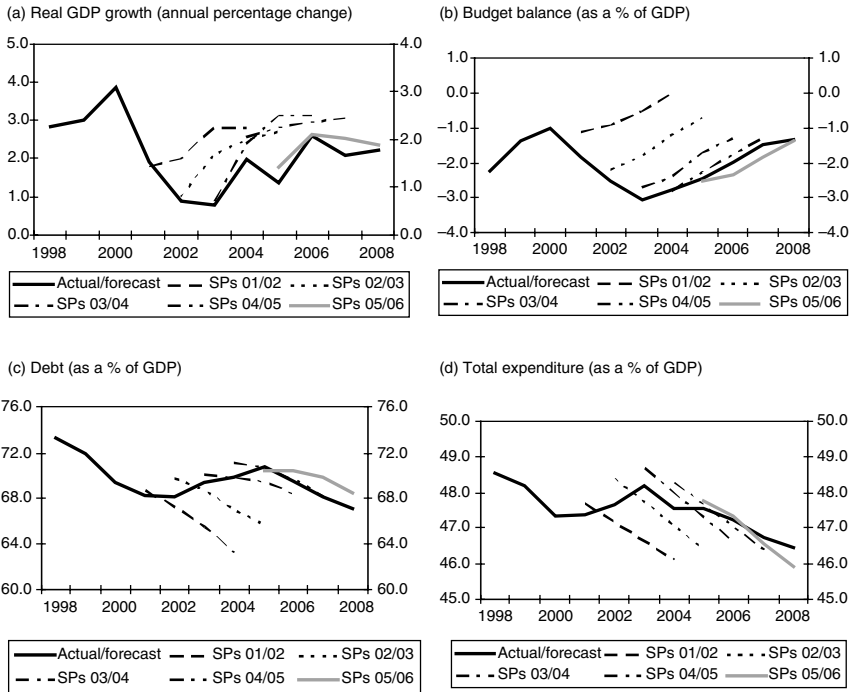 (a) Real GDP growth (annual percentage change)
5.0 4.0
4.0
3.0
3.0
2.0
2.0
1.0
1.0
0.0 0.0
1998 2000 2002 2004 2006 2008
Actual/forecast SPs 01/02 SPs 02/03
SPs 03/04 SPs 04/05 SPs 05/06
(b) Budget balance (as a % of GDP)
1.0 1.0
0.0 0.0
–1.0 –1.0
–2.0 –2.0
–3.0 –3.0
–4.0 –4.0
1998 2000 2002 2004 2006 2008
Actual/forecast SPs 01/02 SPs 02/03
SPs 03/04 SPs 04/05 SPs 05/06
(c) Debt (as a % of GDP)
76.0 76.0
72.0 72.0
68.0 68.0
64.0 64.0
60.0 60.0
1998 2000 2002 2004 2006 2008
Actual/forecast SPs 01/02 SPs 02/03
SPs 03/04 SPs 04/05 SPs 05/06
(d) Total expenditure (as a % of GDP)
50.0 50.0
49.0 49.0
48.0 48.0
47.0 47.0
46.0 46.0
45.0 45.0
1998 2000 2002 2004 2006 2008
Actual/forecast SPs 01/02 SPs 02/03
SPs 03/04 SPs 04/05 SPs 05/06